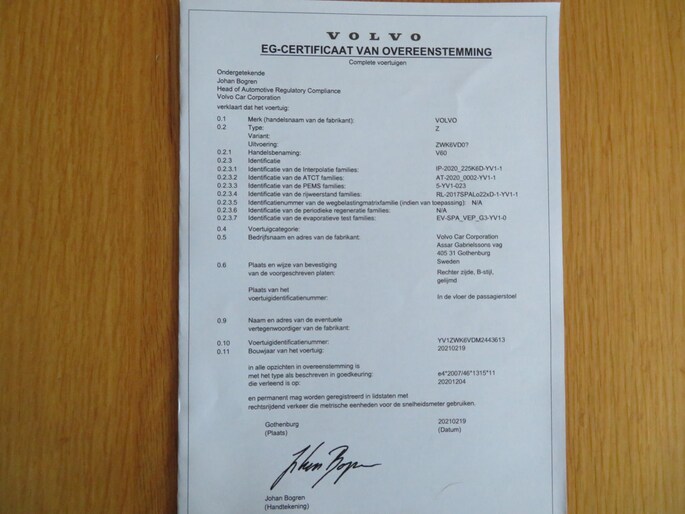 VOLVO
EG-CERTIFICAAT VAN OVEREENSTEMMING
Complete voertuigen
Ondergetekende
Johan Bogren
Head of Automotive Regulatory Compliance
Volvo Car Corporation
verklaart dat het voertuig:
0.1 Merk (handelsnaam van de fabrikant): VOLVO
0.2 Type: Z
Variant:
Uitvoering: ZWK6VD0?
0.2.1 Handelsbenaming: V60
0.2.3 Identificatie
0.2.3.1 Identificatie van de Interpolatie families: IP-2020_225K6D-YV1-1
0.2.3.2 Identificatie van de ATCT families: AT-2020_0002-YV1-1
0.2.3.3 Identificatie van de PEMS families: 5-YV1-023
0.2.3.4 Identificatie van de rijweerstand families: RL-2017SPALo22xD-1-YV1-1
0.2.3.5 Identificatienummer van de wegbelastingmatrixfamilie (indien van toepassing): N/A
0.2.3.6 Identificatie van de periodieke regeneratie families: N/A
0.2.3.7 Identificatie van de evaporative test families: EV-SPA_VEP_G3-YV1-0
0.4 Voertuigcategorie:
0.5 Bedrijfsnaam en adres van de fabrikant: Volvo Car Corporation
Assar Gabrielssons vag
405 31 Gothenburg
Sweden
0.6 Plaats en wijze van bevestiging
van de voorgeschreven platen: Rechter zijde, B-stijl,
gelijmd
Plaats van het
voertuigidentificatienummer: In de vloer de passagierstoel
0.9 Naam en adres van de eventuele
vertegenwoordiger van de fabrikant:
0.10 Voertuigidentificatienummer: YV1ZWK6VDM2443613
0.11 Bouwjaar van het voertuig: 20210219
in alle opzichten in overeenstemming is
met het type als beschreven in goedkeuring: e4*2007/46*1315*11
die verteend is op: 20201204
en permanent mag worden geregistreerd in lidstaten met
rechtsrijdend verkeer die metrische eenheden voor de snelheidsmeter gebruiken.
Gothenburg 20210219
(Plaats) (Datum)
Johan Bogren
Johan Bogren
(Handtekening)